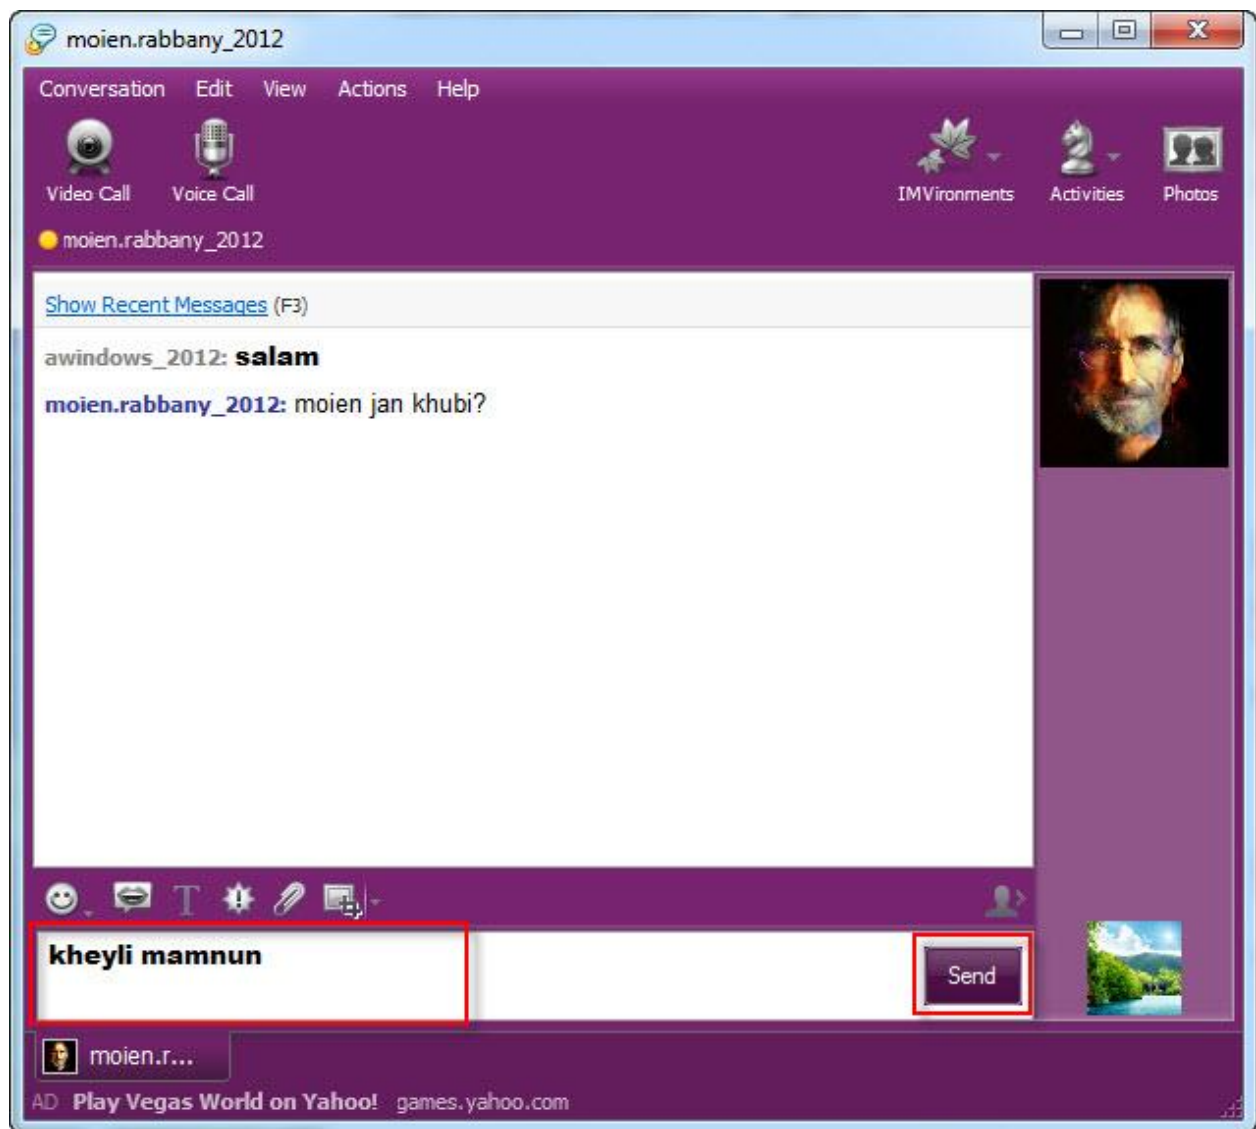 moien.rabbany_2012
Conversation Edit View Actions Help
Video Call Voice Call IMVironments Activities Photos
moien.rabbany_2012
Show Recent Messages (F3)
awindows_2012: salam
moien.rabbany_2012: moien jan khubi?
kheyli mamnun
Send
moien.r...
AD Play Vegas World on Yahoo! games.yahoo.com